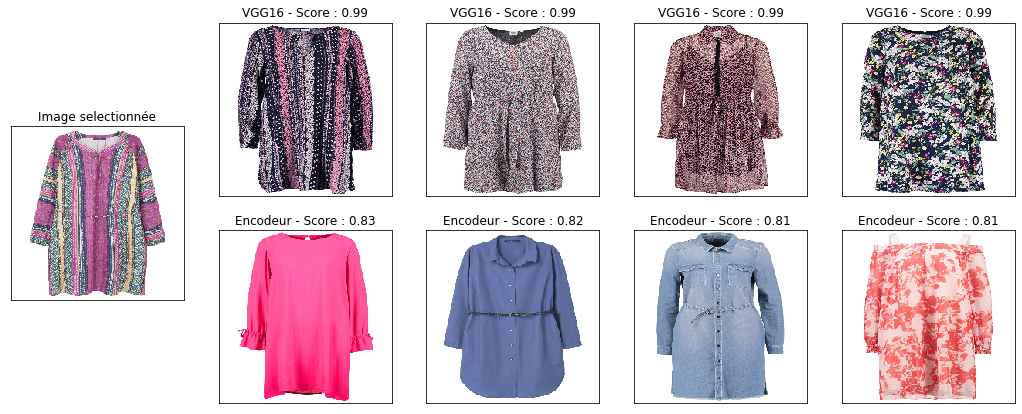 VGG16 - Score : 0.99
VGG16 - Score : 0.99
VGG16 - Score : 0.99
VGG16 - Score : 0.99
Image selectionnée
Encodeur - Score : 0.83
Encodeur - Score : 0.82
Encodeur - Score : 0.81
Encodeur - Score : 0.81